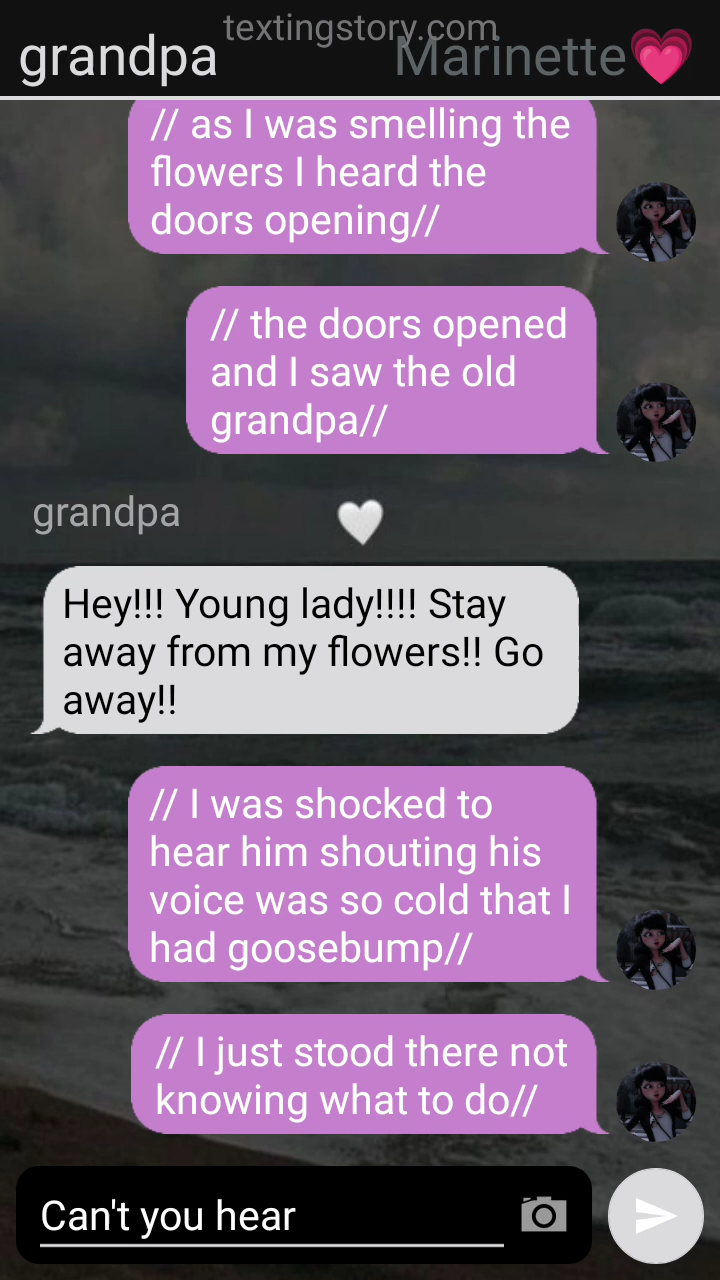 textingstory.com
grandpa Marinette💗
// as I was smelling the
flowers I heard the
doors opening//
// the doors opened
and I saw the old
grandpa//
grandpa
Hey!!! Young lady!!!! Stay
away from my flowers!! Go
away!!
// I was shocked to
hear him shouting his
voice was so cold that I
had goosebump//
// I just stood there not
knowing what to do//
Can't you hear